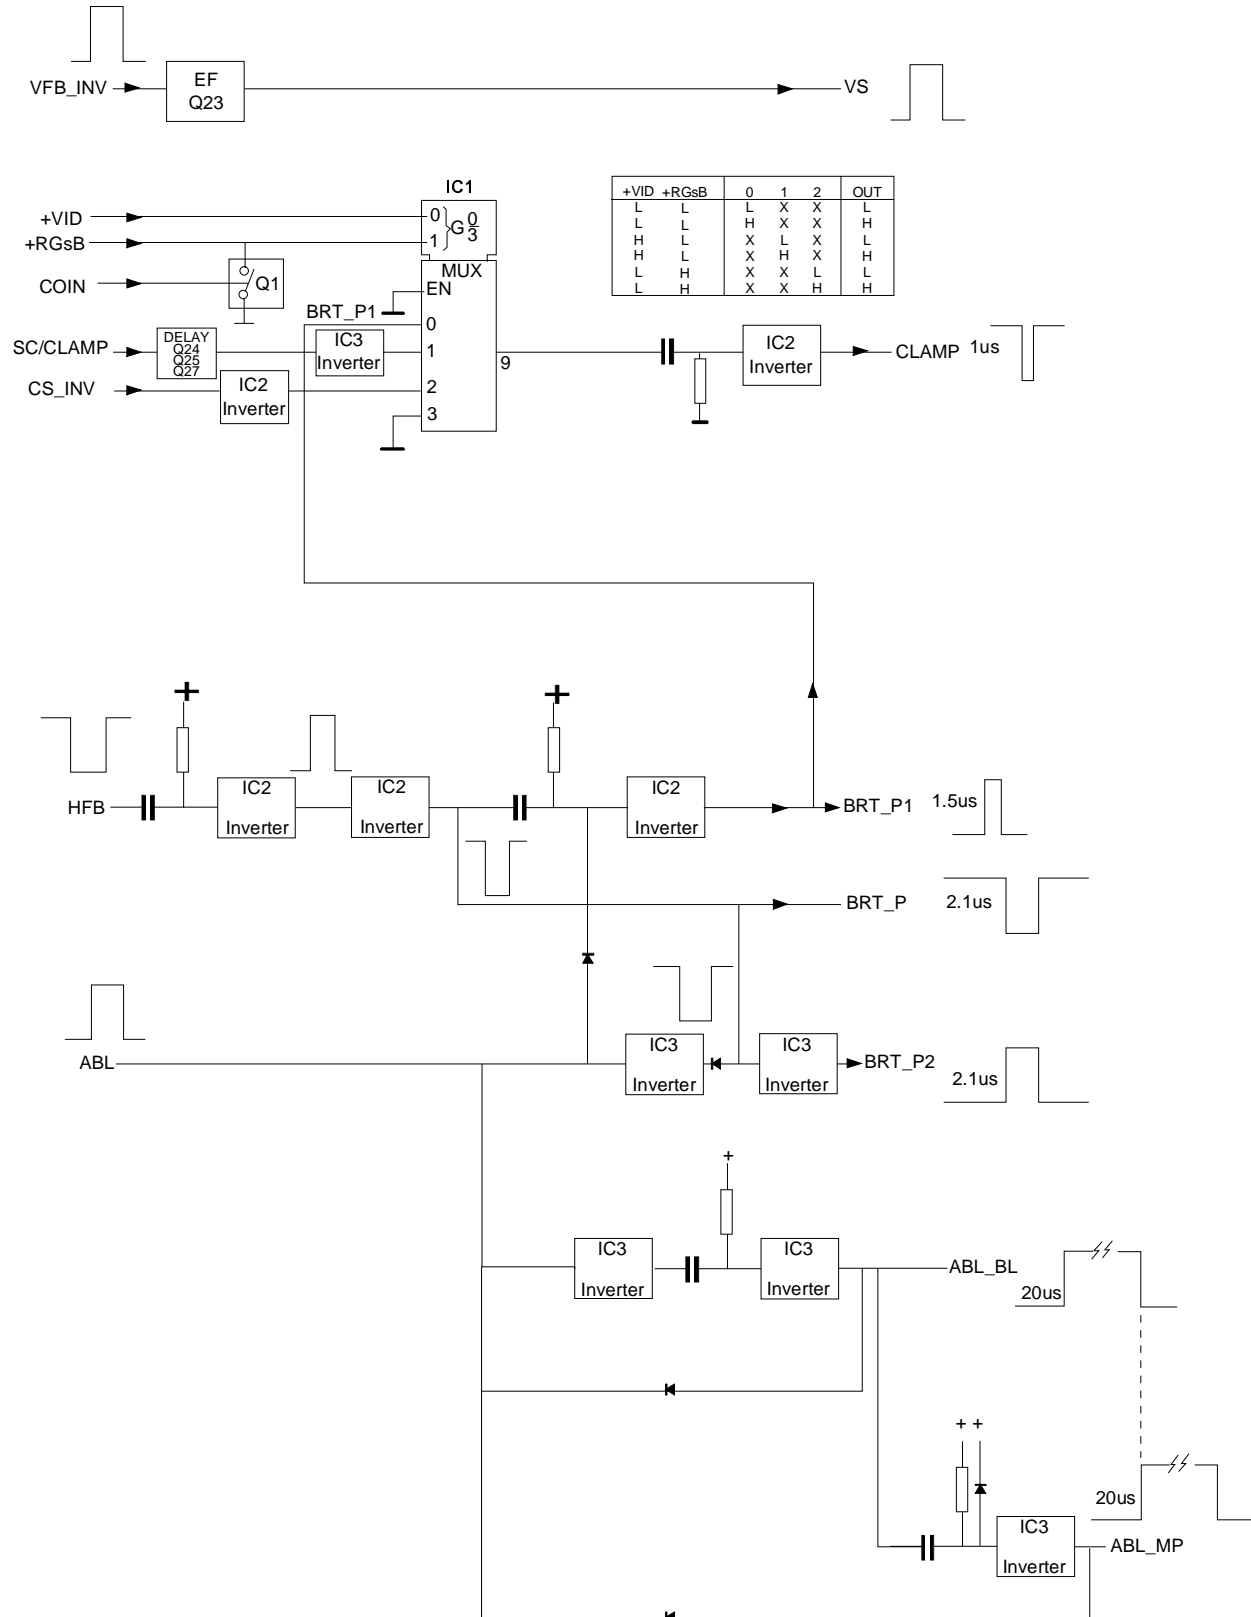 VFB_INV
EF
Q23
VS
IC1
+VID
+RGsB
COIN
Q1
0
1
G 0
3
MUX
EN
BRT_P1
0
1
2
3
9
SC/CLAMP
DELAY
Q24
Q25
Q27
IC3
Inverter
CS_INV
IC2
Inverter
+VID +RGsB 0 1 2 OUT
L L L X X L
L L H X X H
H L X L X L
H L X H X H
L H X X L L
L H X X H H
IC2
Inverter
CLAMP
1us
+
+
HFB
IC2
Inverter
IC2
Inverter
IC2
Inverter
BRT_P1
1.5us
BRT_P
2.1us
ABL
IC3
Inverter
IC3
Inverter
BRT_P2
2.1us
+
IC3
Inverter
IC3
Inverter
ABL_BL
20us
+ +
IC3
Inverter
20us
ABL_MP